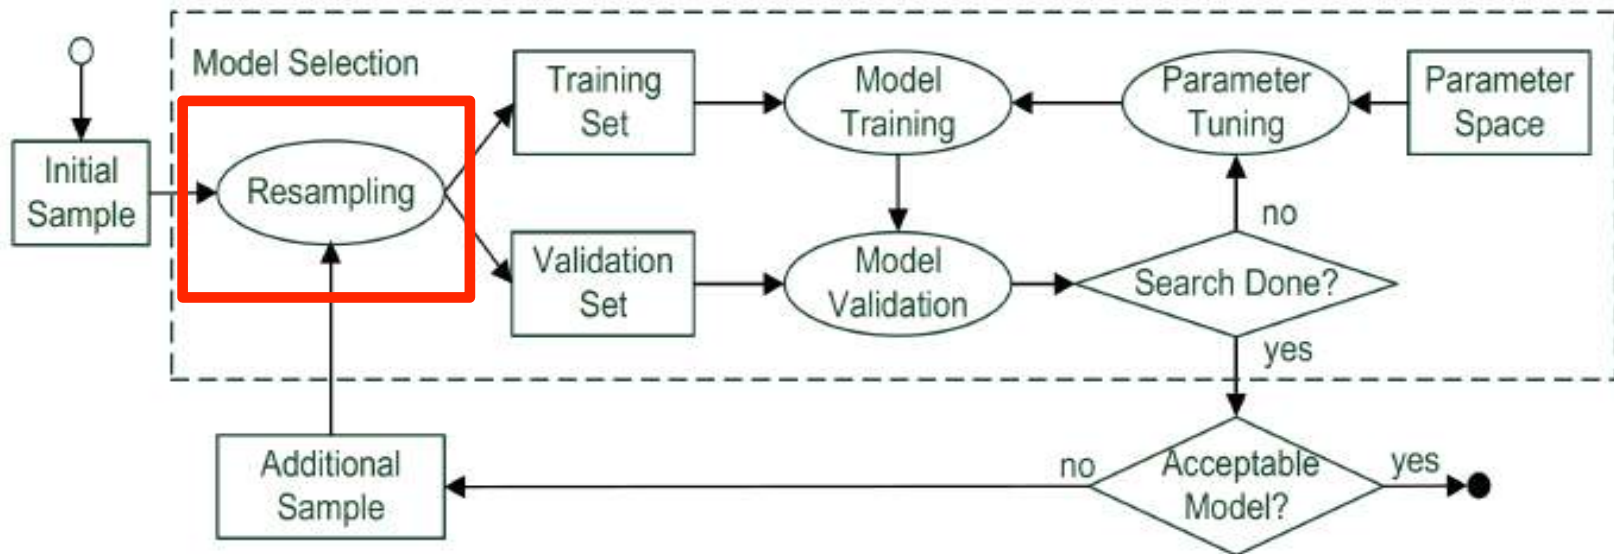 Model Selection
Initial
Sample
Resampling
Training
Set
Validation
Set
Model
Training
Model
Validation
Parameter
Tuning
Parameter
Space
no
Search Done?
yes
Additional
Sample
no
Acceptable
Model?
yes